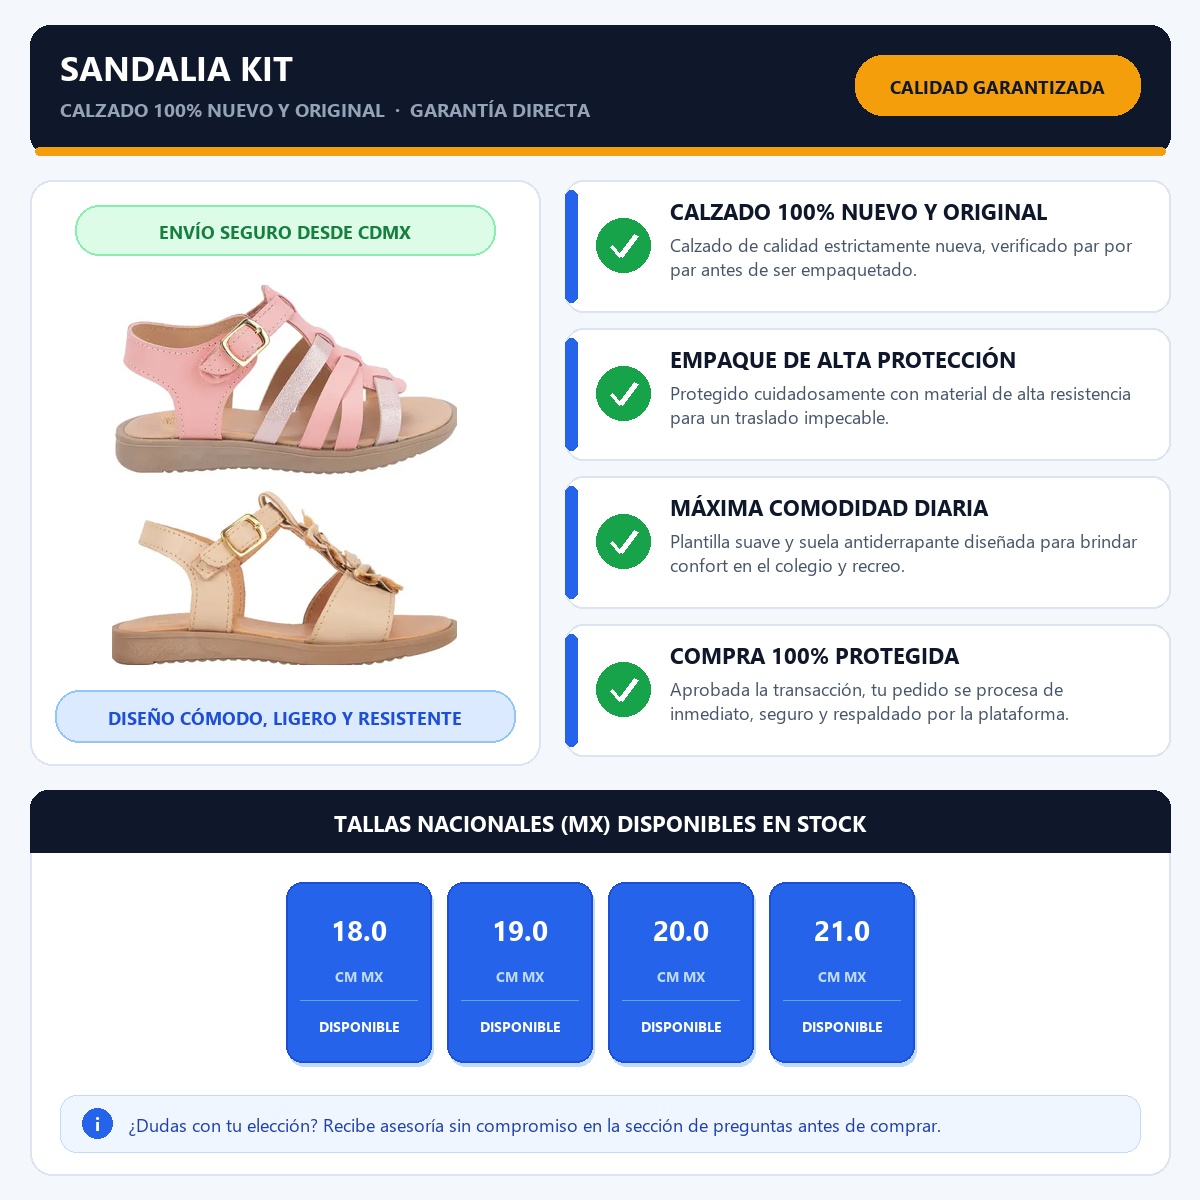 SANDALIA KIT
CALZADO 100% NUEVO Y ORIGINAL · GARANTÍA DIRECTA
CALIDAD GARANTIZADA
ENVÍO SEGURO DESDE CDMX
DISEÑO CÓMODO, LIGERO Y RESISTENTE
CALZADO 100% NUEVO Y ORIGINAL
Calzado de calidad estrictamente nueva, verificado par por
par antes de ser empaquetado.
EMPAQUE DE ALTA PROTECCIÓN
Protegido cuidadosamente con material de alta resistencia
para un traslado impecable.
MÁXIMA COMODIDAD DIARIA
Plantilla suave y suela antiderrapante diseñada para brindar
confort en el colegio y recreo.
COMPRA 100% PROTEGIDA
Aprobada la transacción, tu pedido se procesa de
inmediato, seguro y respaldado por la plataforma.
TALLAS NACIONALES (MX) DISPONIBLES EN STOCK
18.0
CM MX
DISPONIBLE
19.0
CM MX
DISPONIBLE
20.0
CM MX
DISPONIBLE
21.0
CM MX
DISPONIBLE
i
¿Dudas con tu elección? Recibe asesoría sin compromiso en la sección de preguntas antes de comprar.